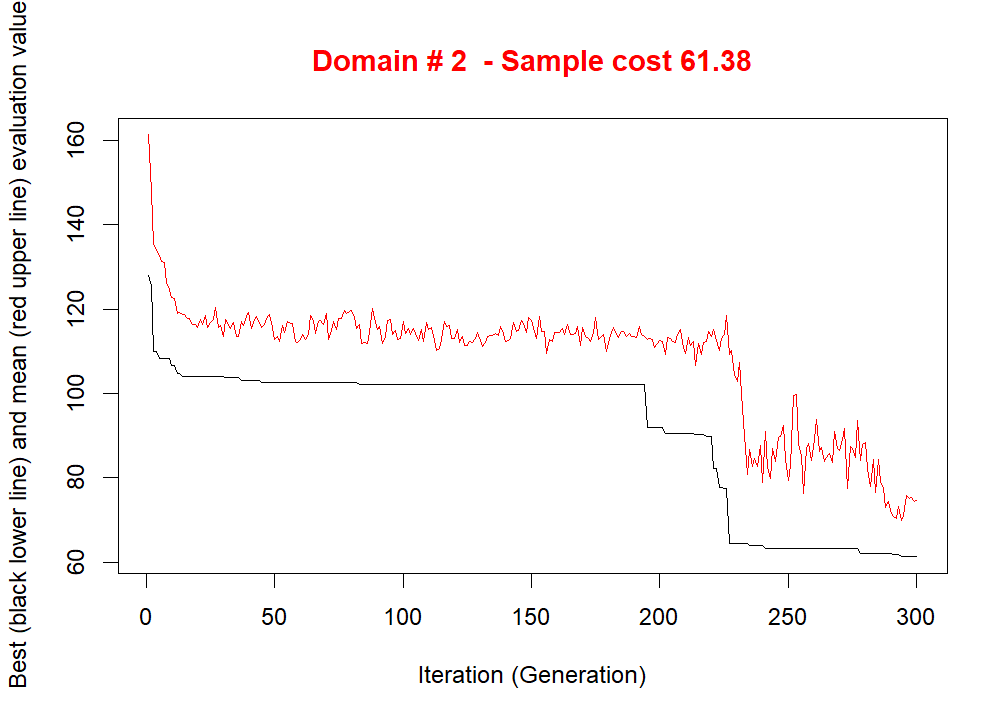 Domain # 2  - Sample cost 61.38
Best (black lower line) and mean (red upper line) evaluation value
160
140
120
100
80
60
0 50 100 150 200 250 300
Iteration (Generation)